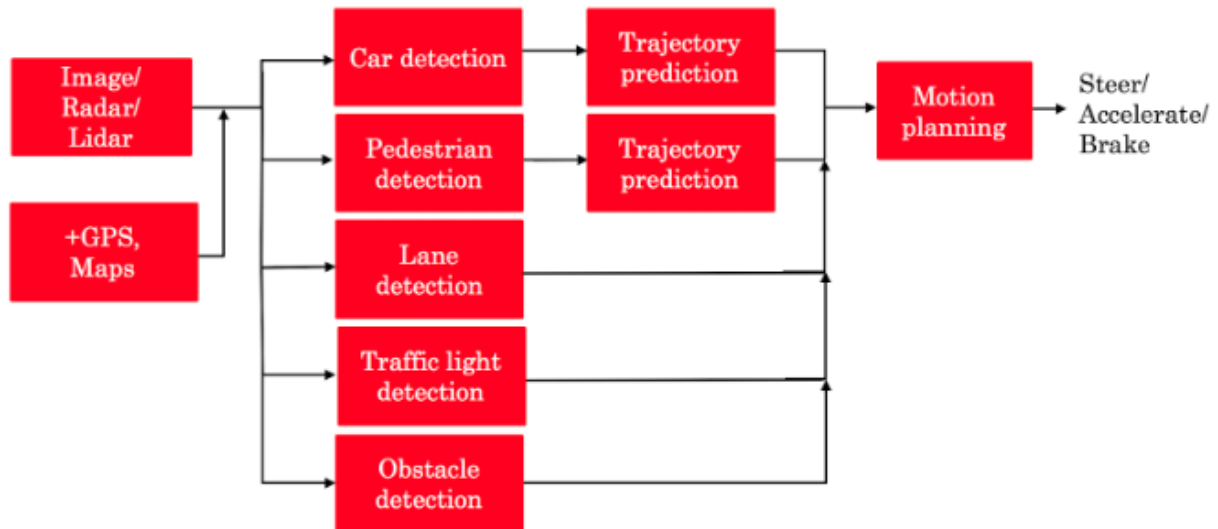 Image/
Radar/
Lidar
+GPS,
Maps
Car detection
Trajectory
prediction
Pedestrian
detection
Trajectory
prediction
Lane
detection
Traffic light
detection
Obstacle
detection
Motion
planning
Steer/
Accelerate/
Brake